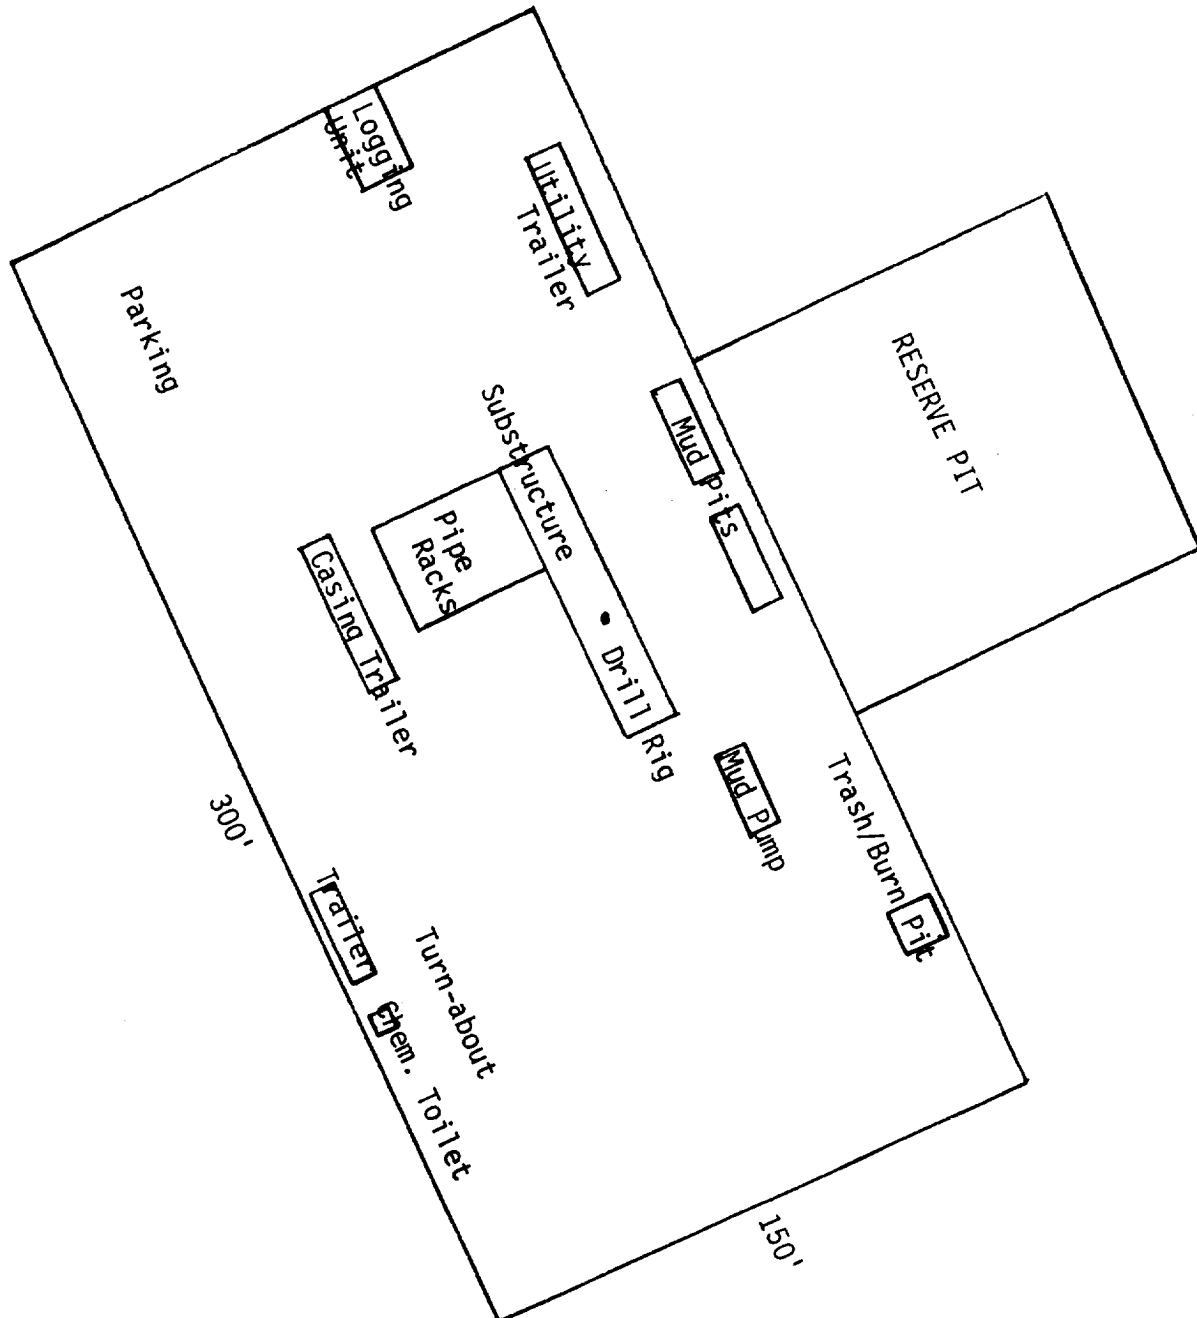 Logging
Unit
Utility
Trailer
Parking
RESERVE PIT
Mud Pits
Substructure
Pipe
Racks
Casing Trailer
Drill Rig
Mud Pump
Trash/Burn Pit
300'
Trailer
Turn-about
Chem. Toilet
150'